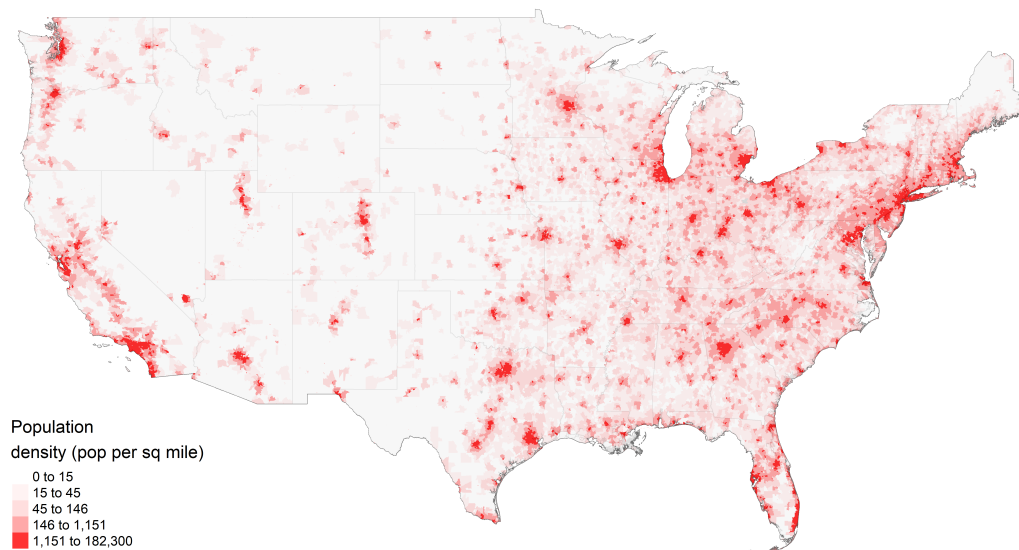 Population
density (pop per sq mile)
0 to 15
15 to 45
45 to 146
146 to 1,151
1,151 to 182,300